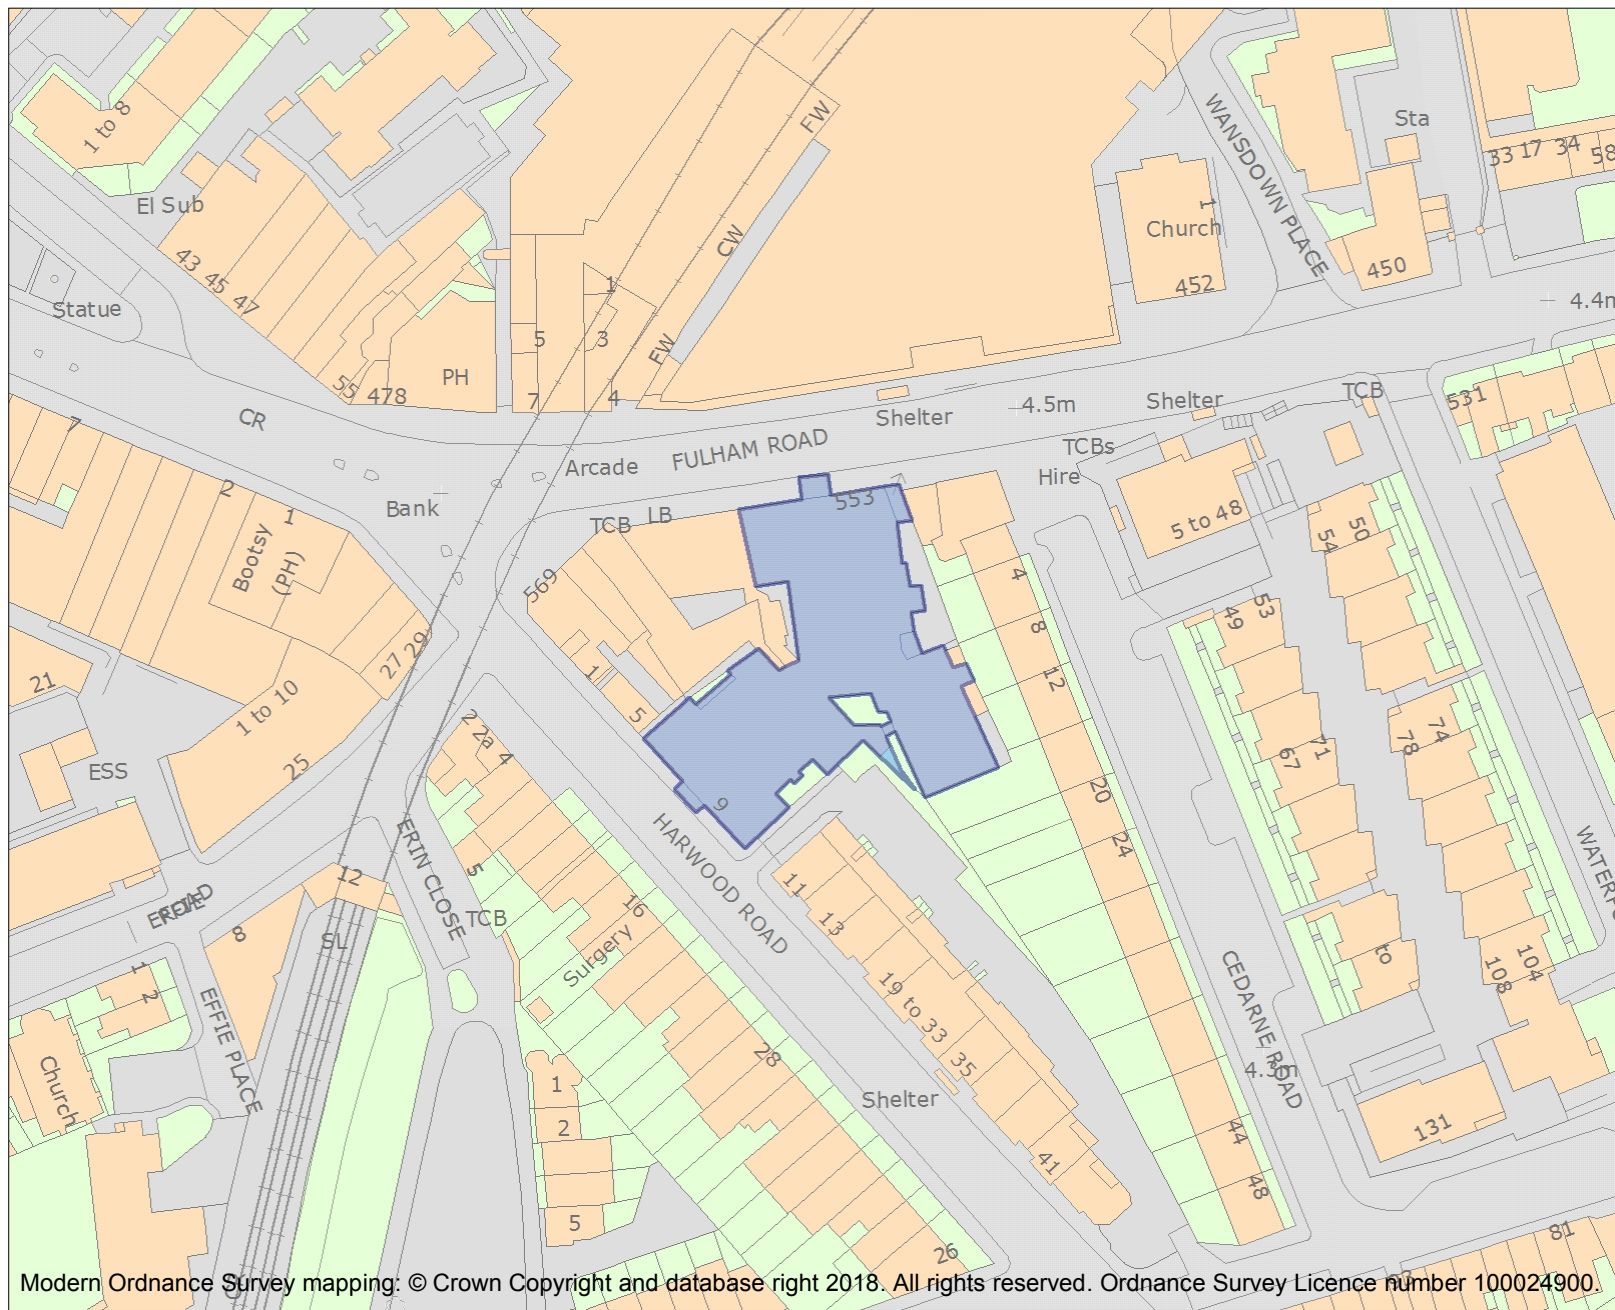 1 to 8
El Sub
43 45 47
Statue
55
478
PH
CR
5
1
3
7
4
FW
FW
CW
Church
1
452
WANSDOWN PLACE
Sta
33 17 34 58
450
4.4m
531
TCB
Shelter
4.5m
Shelter
TCBs
Hire
FULHAM ROAD
Arcade
Bank
TCB
LB
553
569
7
2
1
Bootsy
(PH)
27 29
21
1 to 10
25
ESS
1
5
9
2 2a 4
5 to 48
54
50
4
8
12
20
24
44
48
49
53
67
71
78
74
108
104
to
131
81
93
HARWOOD ROAD
ERIN CLOSE
EFFIE
ROAD
12
8
SL
TCB
5
16
Surgery
1 2
EFFIE PLACE
Church
11
13
19 to 33
35
41
28
26
1
2
5
Shelter
CEDARNE ROAD
4.3m
Modern Ordnance Survey mapping: © Crown Copyright and database right 2018. All rights reserved. Ordnance Survey Licence number 100024900.